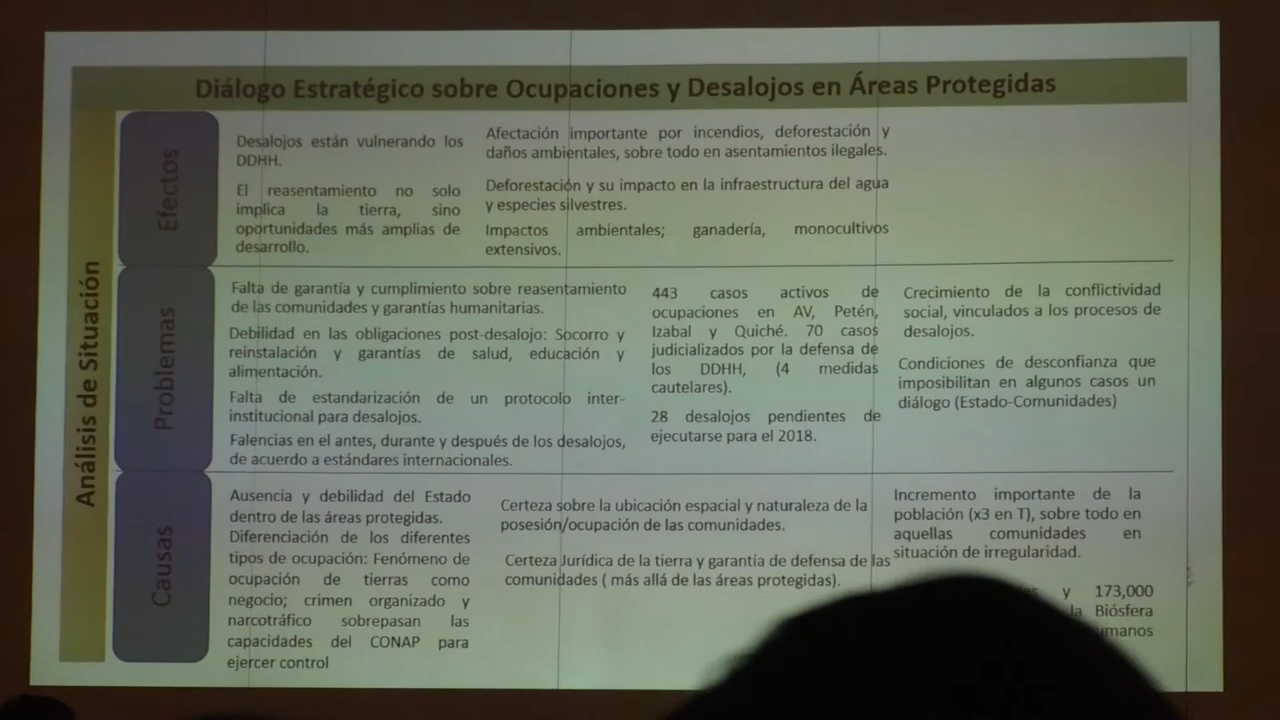 Diálogo Estratégico sobre Ocupaciones y Desalojos en Áreas Protegidas
Análisis de Situación
Efectos
Desalojos están vulnerando los
DDHH.
El reasentamiento no solo
implica la tierra, sino
oportunidades más amplias de
desarrollo.
Afectación importante por incendios, deforestación y
daños ambientales, sobre todo en asentamientos ilegales.
Deforestación y su impacto en la infraestructura del agua
y especies silvestres.
Impactos ambientales; ganadería, monocultivos
extensivos.
Problemas
Falta de garantía y cumplimiento sobre reasentamiento
de las comunidades y garantías humanitarias.
Debilidad en las obligaciones post-desalojo: Socorro y
reinstalación y garantías de salud, educación y
alimentación.
Falta de estandarización de un protocolo inter-
institucional para desalojos.
Falencias en el antes, durante y después de los desalojos,
de acuerdo a estándares internacionales.
443 casos activos de
ocupaciones en AV, Petén,
Izabal y Quiché. 70 casos
judicializados por la defensa de
los DDHH, (4 medidas
cautelares).
28 desalojos pendientes de
ejecutarse para el 2018.
Crecimiento de la conflictividad
social, vinculados a los procesos de
desalojos.
Condiciones de desconfianza que
imposibilitan en algunos casos un
diálogo (Estado-Comunidades)
Causas
Ausencia y debilidad del Estado
dentro de las áreas protegidas.
Diferenciación de los diferentes
tipos de ocupación: Fenómeno de
ocupación de tierras como
negocio; crimen organizado y
narcotráfico sobrepasan las
capacidades del CONAP para
ejercer control
Certeza sobre la ubicación espacial y naturaleza de la
posesión/ocupación de las comunidades.
Certeza Jurídica de la tierra y garantía de defensa de las
comunidades ( más allá de las áreas protegidas).
Incremento importante de la
población (x3 en T), sobre todo en
aquellas comunidades en
situación de irregularidad.
y 173,000
la Biósfera